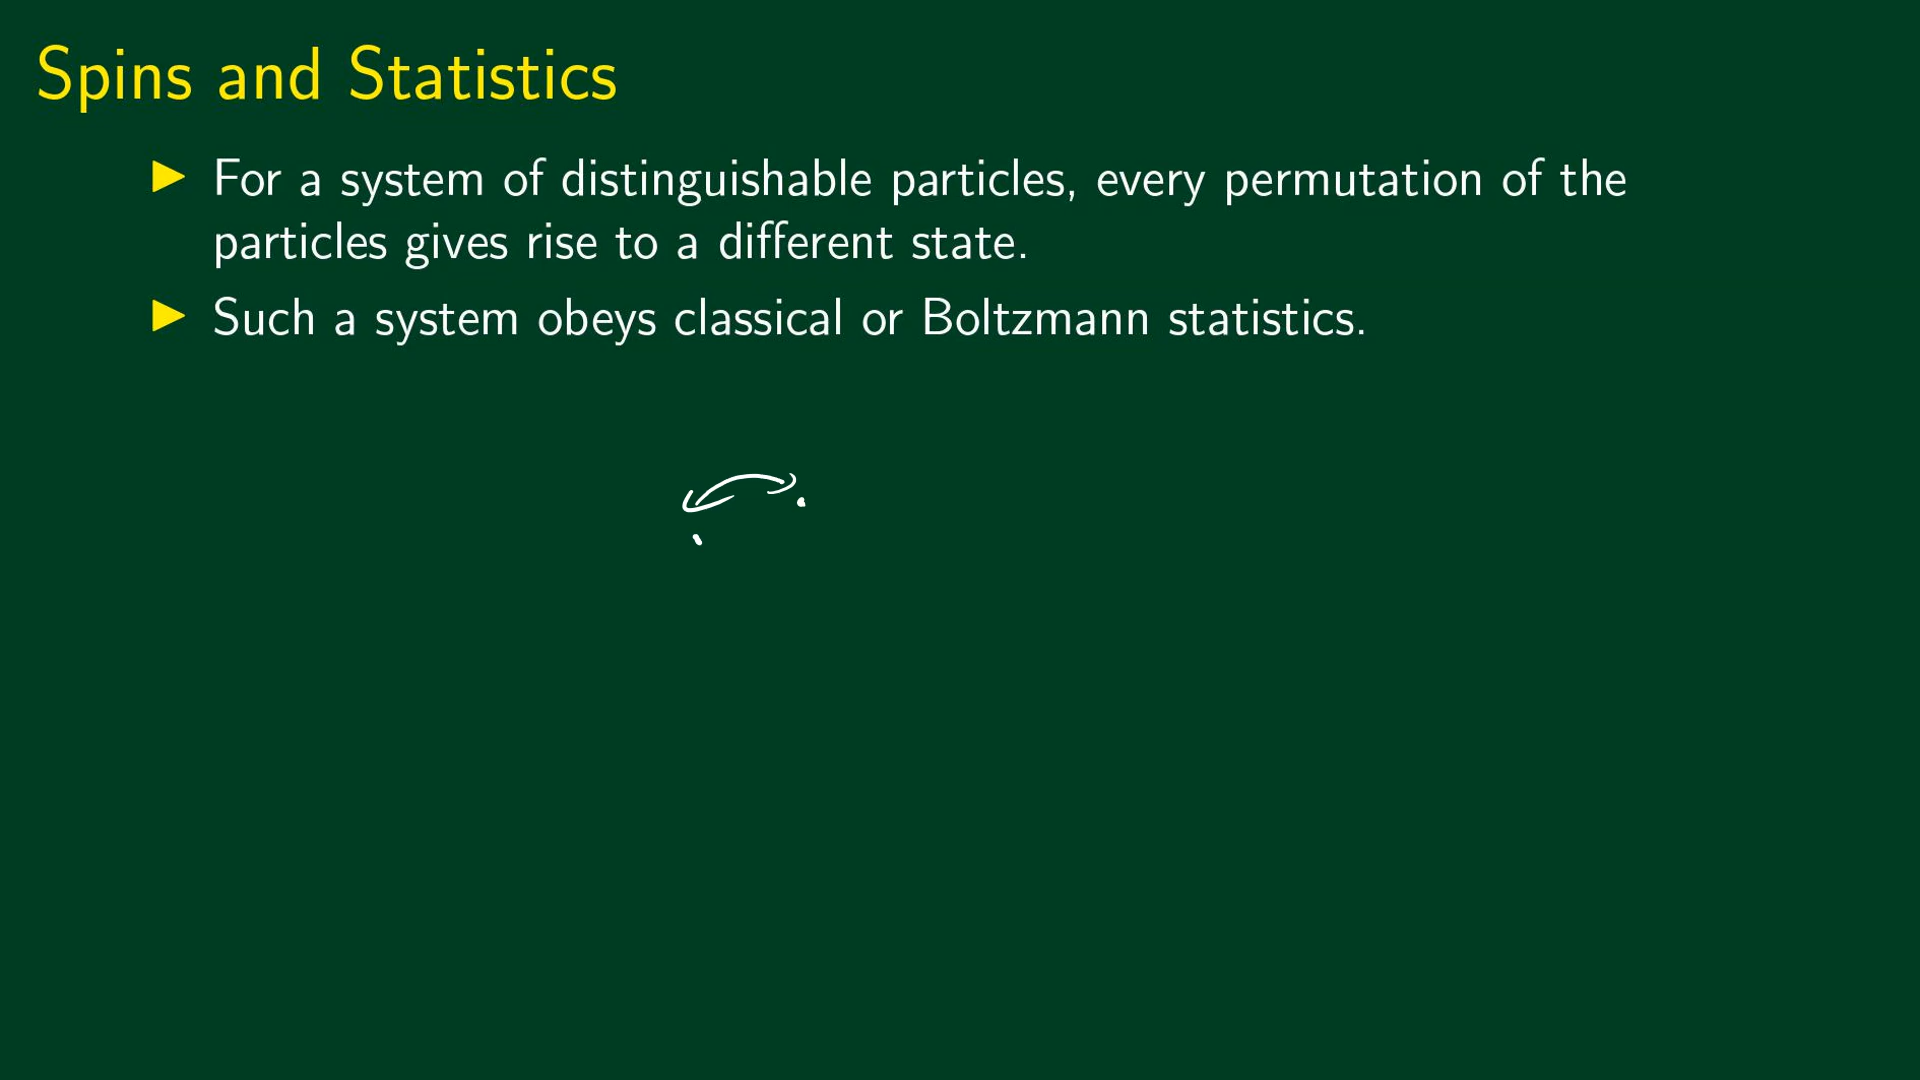 Spins and Statistics
For a system of distinguishable particles, every permutation of the
particles gives rise to a different state.
Such a system obeys classical or Boltzmann statistics.